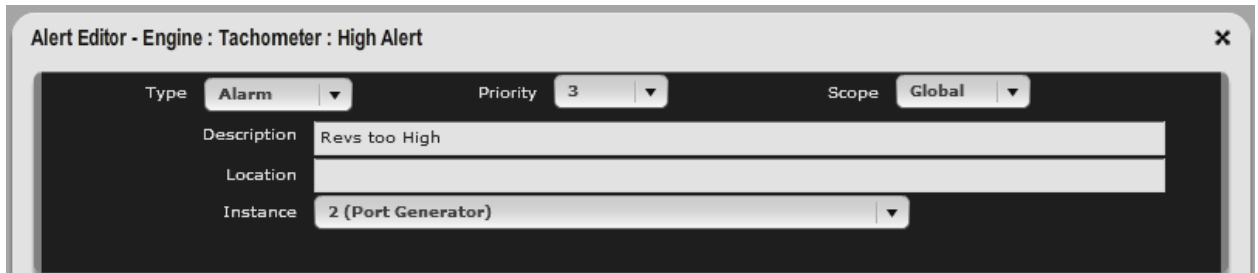 Alert Editor - Engine : Tachometer : High Alert
Type Alarm Priority 3 Scope Global
Description Revs too High
Location
Instance 2 (Port Generator)